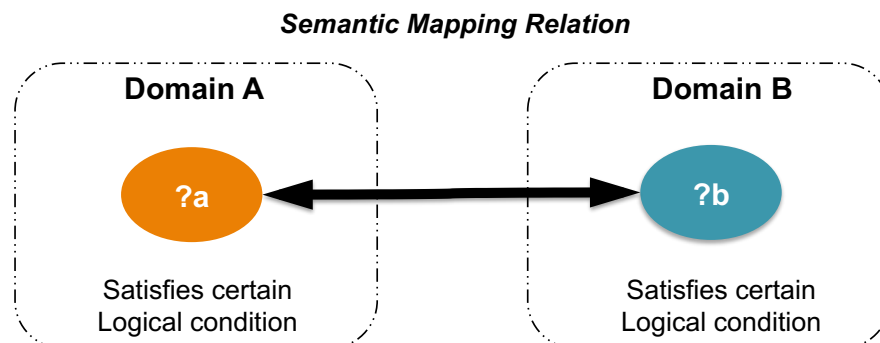 Semantic Mapping Relation
Domain A
Domain B
?a
?b
Satisfies certain
Logical condition
Satisfies certain
Logical condition